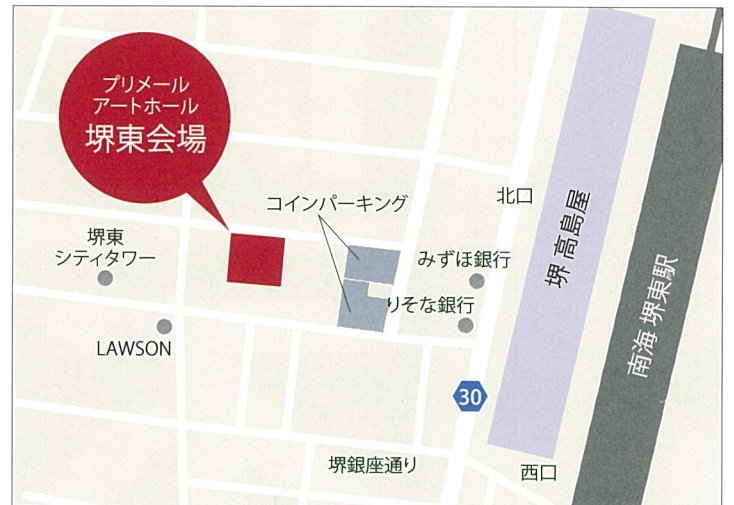 プリメール
アートホール
堺東会場
コインパーキング
北口
堺 高島屋
堺東
シティタワー
みずほ銀行
りそな銀行
南海 堺東駅
LAWSON
30
堺銀座通り
西口